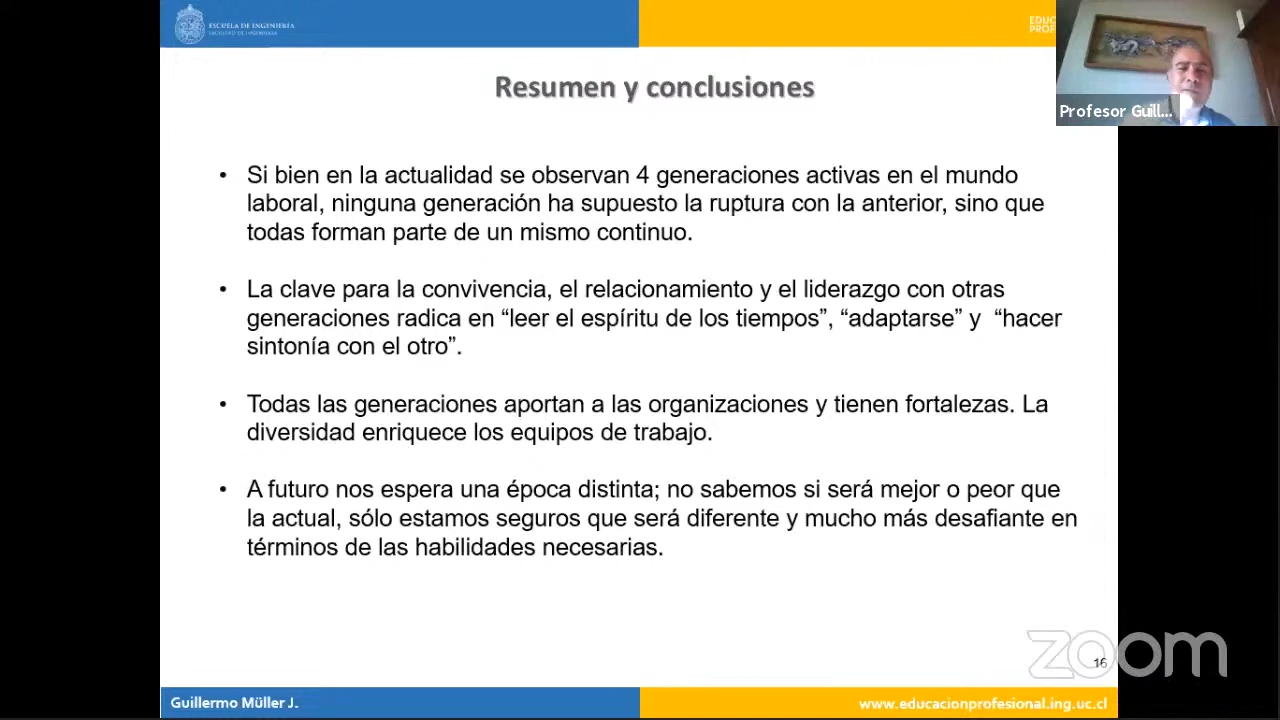 ESCUELA DE INGENIERÍA
FACULTAD DE INGENIERÍA
EDUC
PROF
Profesor Guill...
Resumen y conclusiones
• Si bien en la actualidad se observan 4 generaciones activas en el mundo
laboral, ninguna generación ha supuesto la ruptura con la anterior, sino que
todas forman parte de un mismo continuo.
• La clave para la convivencia, el relacionamiento y el liderazgo con otras
generaciones radica en “leer el espíritu de los tiempos”, “adaptarse” y “hacer
sintonía con el otro”.
• Todas las generaciones aportan a las organizaciones y tienen fortalezas. La
diversidad enriquece los equipos de trabajo.
• A futuro nos espera una época distinta; no sabemos si será mejor o peor que
la actual, sólo estamos seguros que será diferente y mucho más desafiante en
términos de las habilidades necesarias.
zoom
16
Guillermo Müller J.
www.educacionprofesional.ing.uc.cl